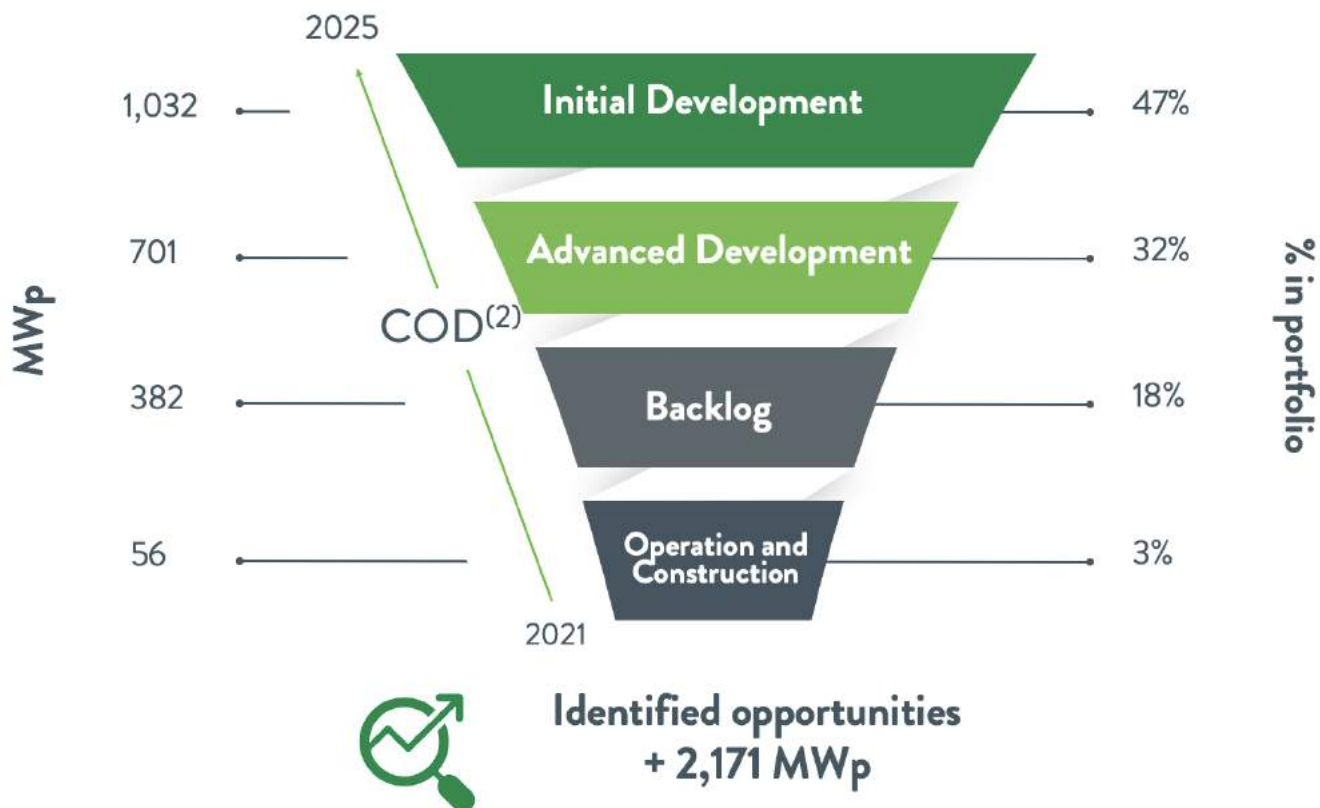 2025
1,032
Initial Development
47%
701
Advanced Development
32%
MWp
COD(2)
% in portfolio
382
Backlog
18%
56
Operation and
Construction
3%
2021
Identified opportunities
+ 2,171 MWp